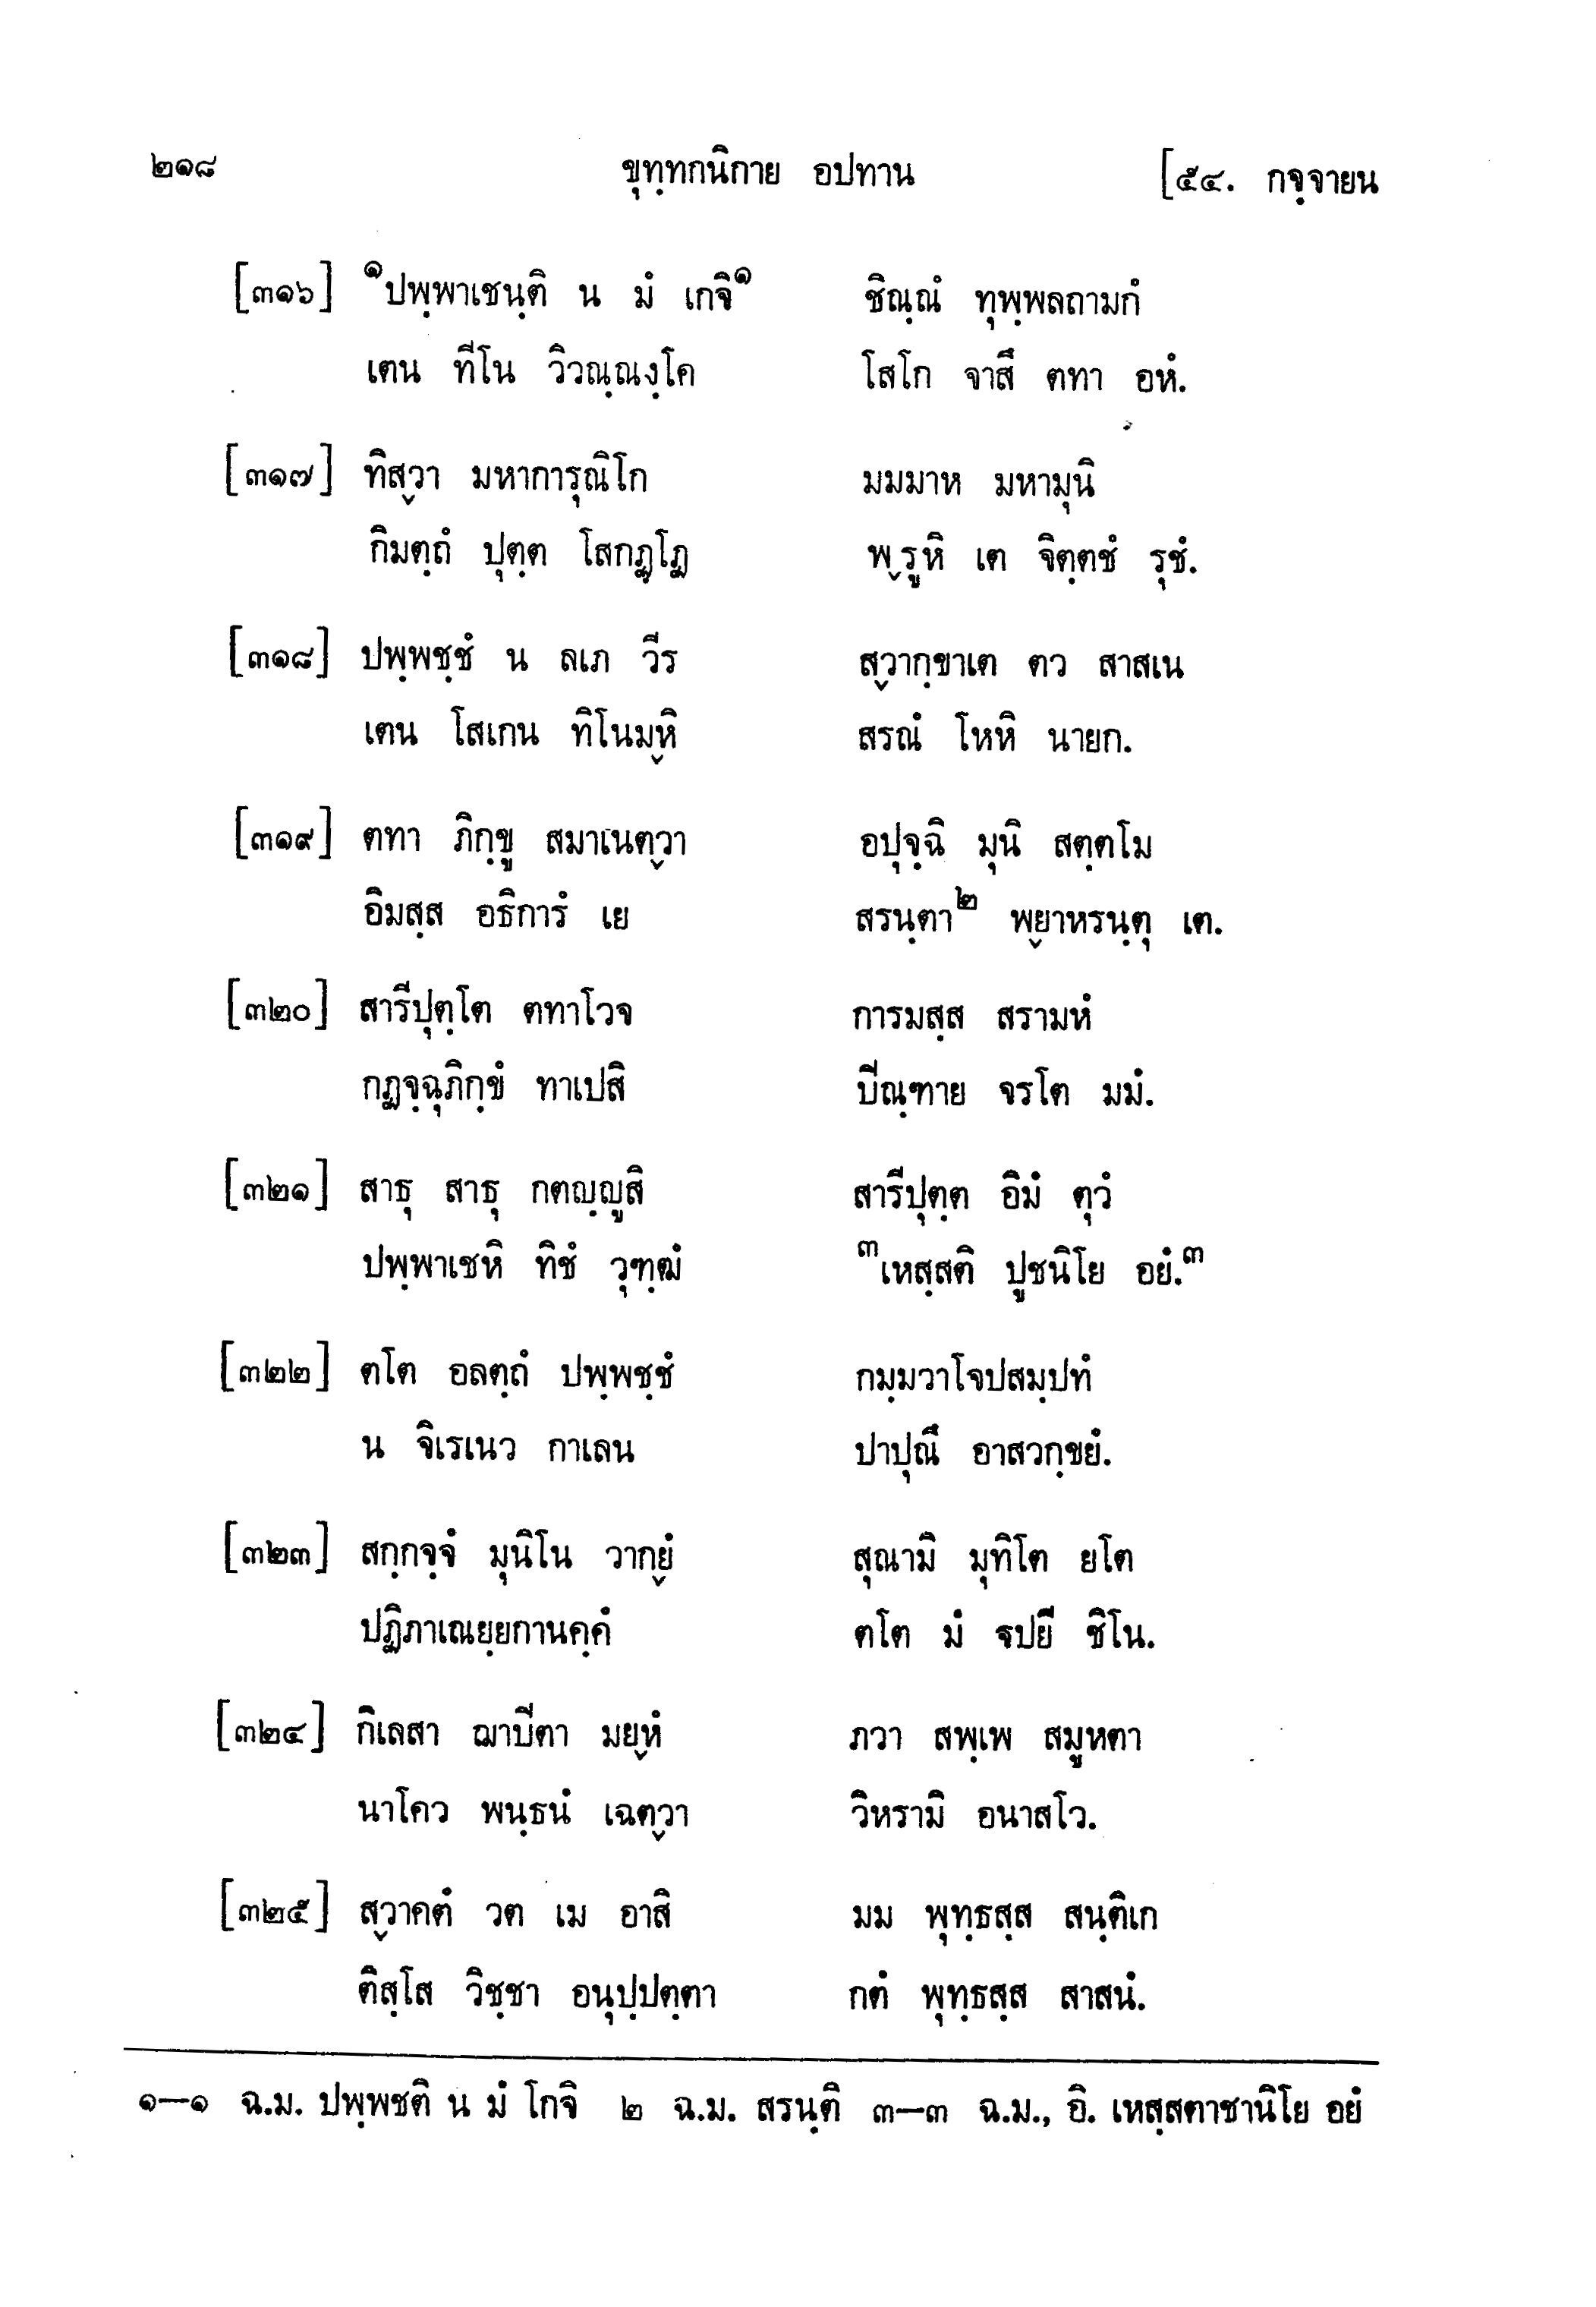 ๒๑๘ ขุทฺทกนิกาย อปทาน [๕๔. กจฺจายน
[๓๑๖] ๑ปพฺพาเชนฺติ น มํ เกจิ๑ ชิณฺณํ ทุพฺพลถามกํ
เตน ทีโน วิวณฺณงฺโค โสโก จาสึ ตทา อหํ.
[๓๑๗] ทิสฺวา มหาการุณิโก มมมาห มหามุนิ
กิมตฺถํ ปุตฺต โสกฏฺโฏ พฺรูหิ เต จิตฺตชํ รุชํ.
[๓๑๘] ปพฺพชฺชํ น ลเภ วีร สฺวากฺขาเต ตว สาสเน
เตน โสเกน ทิโนมฺหิ สรณํ โหหิ นายก.
[๓๑๙] ตทา ภิกฺขู สมาเนตฺวา อปุจฺฉิ มุนิ สตฺตโม
อิมสฺส อธิการํ เย สรนฺตา๒ พฺยาหรนฺตุ เต.
[๓๒๐] สารีปุตฺโต ตทาโวจ การมสฺส สรามหํ
กฏจฺฉุภิกฺขํ ทาเปสิ ปิณฺฑาย จรโต มมํ.
[๓๒๑] สาธุ สาธุ กตญฺญูสิ สารีปุตฺต อิมํ ตุวํ
ปพฺพาเชหิ ทิชํ วุฑฺฒํ ๓เหสฺสติ ปูชนิโย อยํ.๓
[๓๒๒] ตโต อลตฺถํ ปพฺพชฺชํ กมฺมวาโจปสมฺปทํ
น จิเรเนว กาเลน ปาปุณึ อาสวกฺขยํ.
[๓๒๓] สกฺกจฺจํ มุนิโน วากฺยํ สุณามิ มุทิโต ยโต
ปฏิภาเณยฺยกานคฺคํ ตโต มํ ฐปยี ชิโน.
[๓๒๔] กิเลสา ฌาปิตา มยฺหํ ภวา สพฺเพ สมูหตา
นาโคว พนฺธนํ เฉตฺวา วิหรามิ อนาสโว.
[๓๒๕] สฺวาคตํ วต เม อาสิ มม พุทฺธสฺส สนฺติเก
ติสฺโส วิชฺชา อนุปฺปตฺตา กตํ พุทฺธสฺส สาสนํ.
๑—๑ ฉ.ม. ปพฺพชติ น มํ โกจิ ๒ ฉ.ม. สรนฺติ ๓—๓ ฉ.ม., อิ. เหสฺสตาชานิโย อยํ